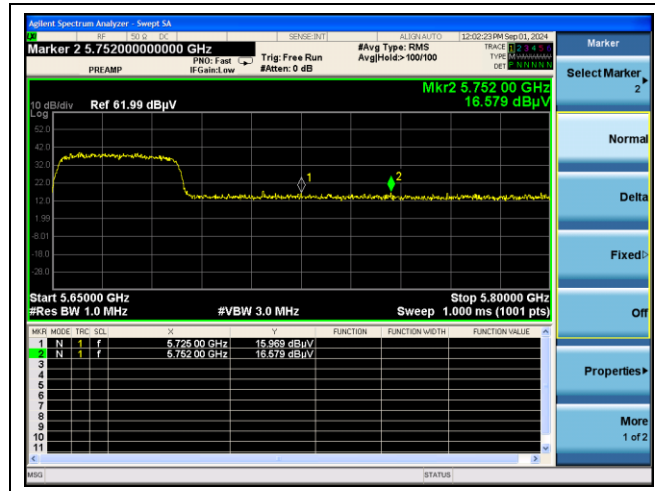 Agilent Spectrum Analyzer - Swept SA
LXI RF 50 Ω DC SENSE:INT ALIGN AUTO 12:02:23 PM Sep 01, 2024
Marker 2 5.752000000000 GHz
PNO: Fast
IFGain:Low
PREAMP
Trig: Free Run
#Atten: 0 dB
#Avg Type: RMS
Avg|Hold:>100/100
TRACE 1 2 3 4 5 6
TYPE
DET P N N N N N
Mkr2 5.752 00 GHz
16.579 dBµV
10 dB/div Ref 61.99 dBµV
Log
52.0
42.0
32.0
22.0
12.0
1.99
-8.01
-18.0
-28.0
1
2
Start 5.65000 GHz Stop 5.80000 GHz
#Res BW 1.0 MHz #VBW 3.0 MHz Sweep 1.000 ms (1001 pts)
MKR MODE TRC SCL X Y FUNCTION FUNCTION WIDTH FUNCTION VALUE
1 N 1 f 5.725 00 GHz 15.969 dBµV
2 N 1 f 5.752 00 GHz 16.579 dBµV
3
4
5
6
7
8
9
10
11
MSG STATUS
Marker
Select Marker
2
Normal
Delta
Fixed
Off
Properties
More
1 of 2